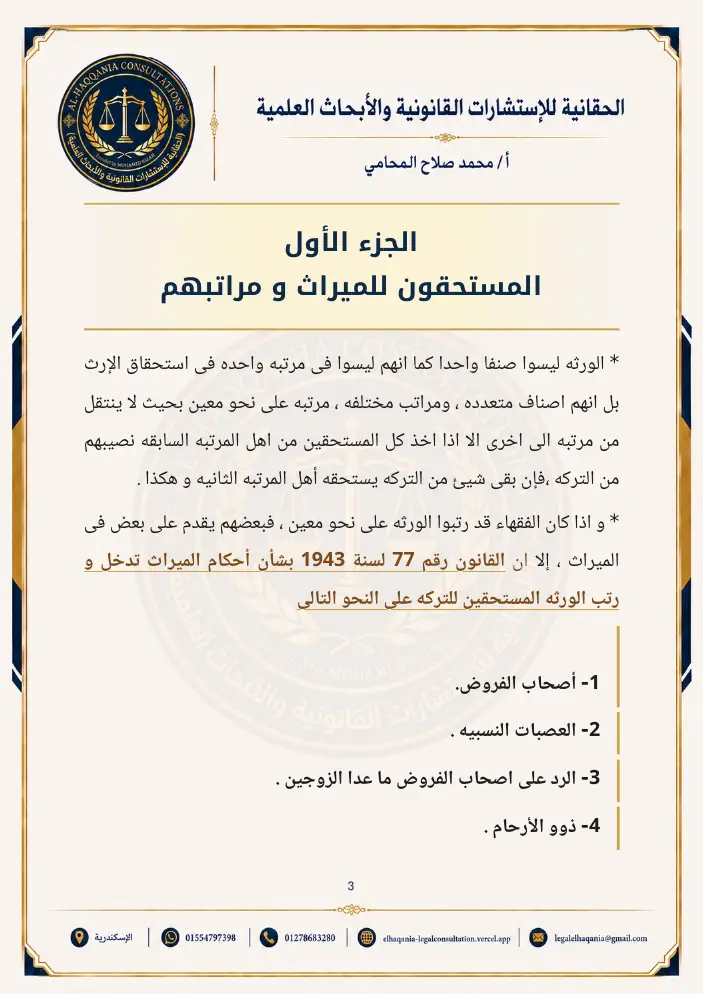 AL-HAQQANIA CONSULTATIONS
الحقانية للإستشارات القانونية والأبحاث العلمية
الحقانية للإستشارات القانونية والأبحاث العلمية
أ/ محمد صلاح المحامي
الجزء الأول
المستحقون للميراث و مراتبهم
* الورثه ليسوا صنفا واحدا كما انهم ليسوا فى مرتبه واحده فى استحقاق الإرث
بل انهم اصناف متعدده ، ومراتب مختلفه ، مرتبه على نحو معين بحيث لا ينتقل
من مرتبه الى اخرى الا اذا اخذ كل المستحقين من اهل المرتبه السابقه نصيبهم
من التركه ،فإن بقى شيئ من التركه يستحقه أهل المرتبه الثانيه و هكذا .
* و اذا كان الفقهاء قد رتبوا الورثه على نحو معين ، فبعضهم يقدم على بعض فى
الميراث ، إلا ان القانون رقم 77 لسنة 1943 بشأن أحكام الميراث تدخل و
رتب الورثه المستحقين للتركه على النحو التالى
1- أصحاب الفروض.
2- العصبات النسبيه .
3- الرد على اصحاب الفروض ما عدا الزوجين .
4- ذوو الأرحام .
3
الإسكندرية
01554797398
01278683280
elhaqania-legalconsultation.vercel.app
legalelhaqania@gmail.com